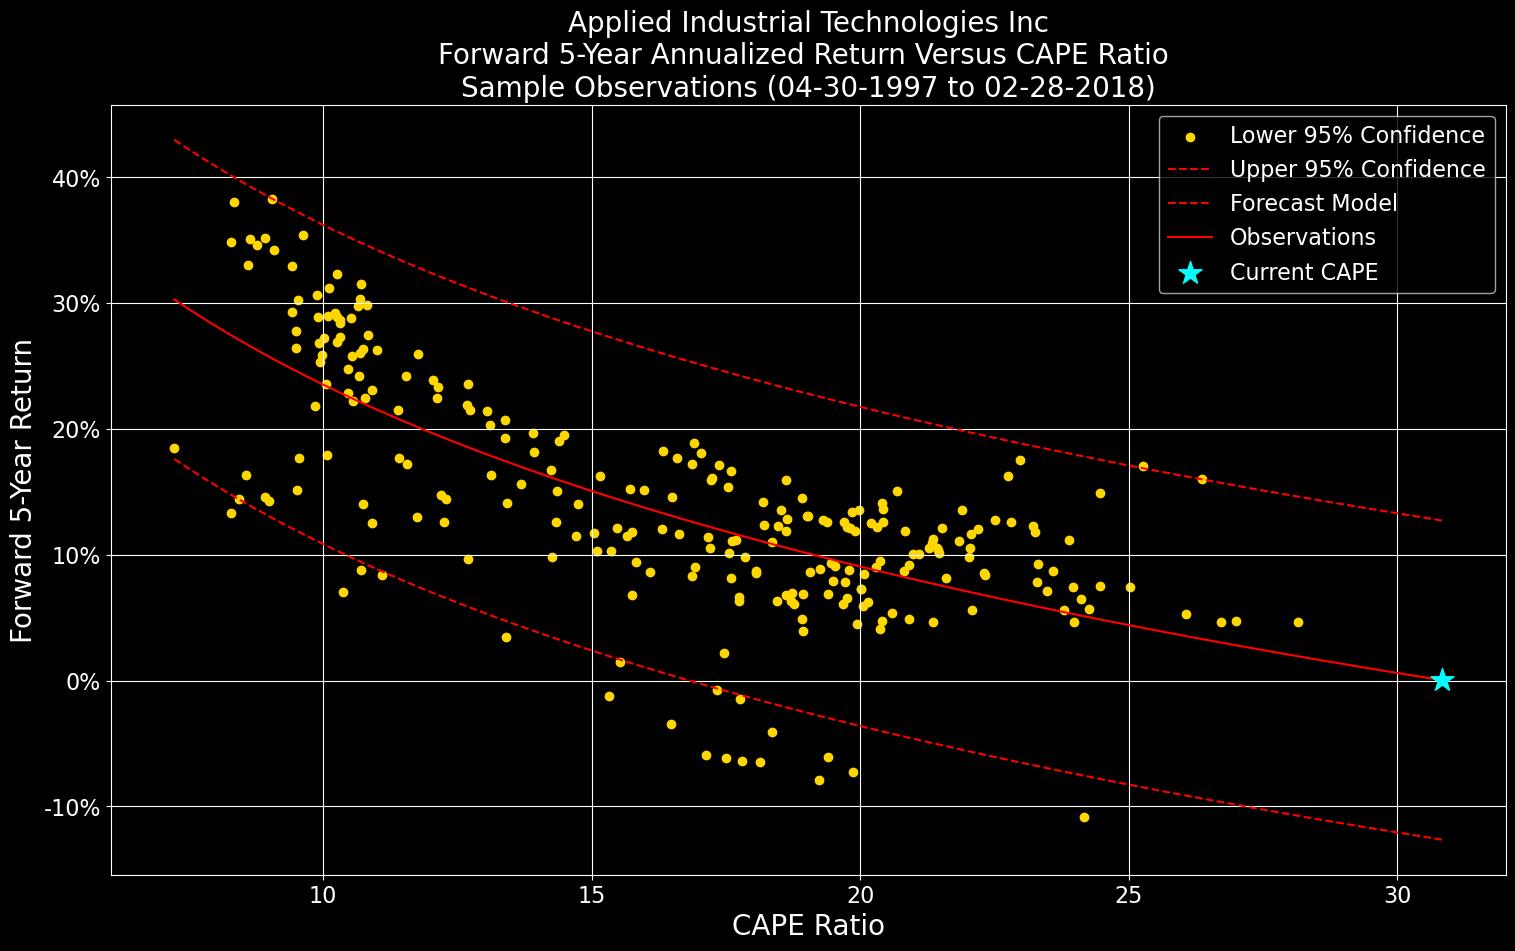 Applied Industrial Technologies Inc
Forward 5-Year Annualized Return Versus CAPE Ratio
Sample Observations (04-30-1997 to 02-28-2018)
Lower 95% Confidence
Upper 95% Confidence
Forecast Model
Observations
Current CAPE
Forward 5-Year Return
40%
30%
20%
10%
0%
-10%
10
15
20
25
30
CAPE Ratio